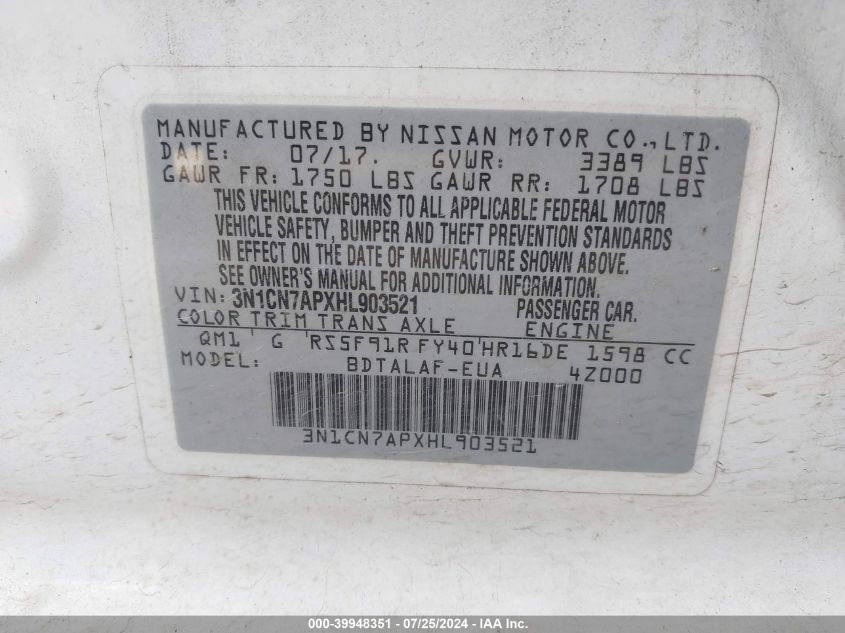 MANUFACTURED BY NISSAN MOTOR CO., LTD.
DATE: 07/17. GVWR: 3389 LBS
GAWR FR: 1750 LBS GAWR RR: 1708 LBS
THIS VEHICLE CONFORMS TO ALL APPLICABLE FEDERAL MOTOR
VEHICLE SAFETY, BUMPER AND THEFT PREVENTION STANDARDS
IN EFFECT ON THE DATE OF MANUFACTURE SHOWN ABOVE.
SEE OWNER'S MANUAL FOR ADDITIONAL INFORMATION.
VIN: 3N1CN7APXHL903521 PASSENGER CAR.
COLOR TRIM TRANS AXLE ENGINE
QM1 ' G 'RS5F91R FY40'HR16DE 1598 CC
MODEL: BDTALAF-EUA 4Z000
3N1CN7APXHL903521
000-39948351 - 07/25/2024 - IAAI.com